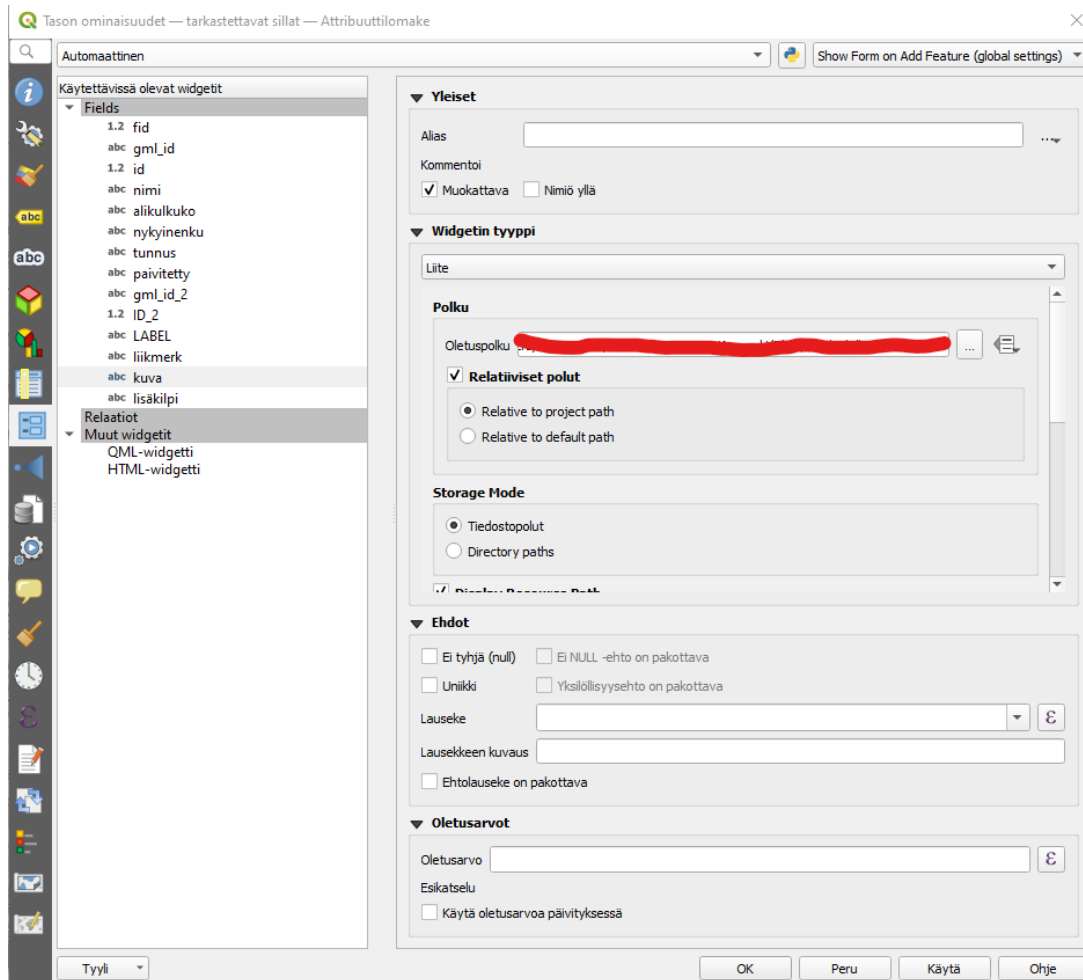 Tason ominaisuudet — tarkastettavat sillat — Attribuuttilomake
Automaattinen
Show Form on Add Feature (global settings)
Käytettävissä olevat widgetit
Fields
1.2 fid
abc gml_id
1.2 id
abc nimi
abc alikulkuko
abc nykyinenku
abc tunnus
abc paivitetty
abc gml_id_2
1.2 ID_2
abc LABEL
abc liikmerk
abc kuva
abc lisäkilpi
Relaatiot
Muut widgetit
QML-widgetti
HTML-widgetti
abc
abc
Yleiset
Alias
...
Kommentoi
Muokattava
Nimiö yllä
Widgetin tyyppi
Liite
Polku
Oletuspolku
...
Relatiiviset polut
Relative to project path
Relative to default path
Storage Mode
Tiedostopolut
Directory paths
Display Resource Path
Ehdot
Ei tyhjä (null)
Ei NULL -ehto on pakottava
Uniikki
Yksilöllisyysehto on pakottava
Lauseke
ε
Lausekkeen kuvaus
Ehtolauseke on pakottava
Oletusarvot
Oletusarvo
ε
Esikatselu
Käytä oletusarvoa päivityksessä
Tyyli
OK
Peru
Käytä
Ohje